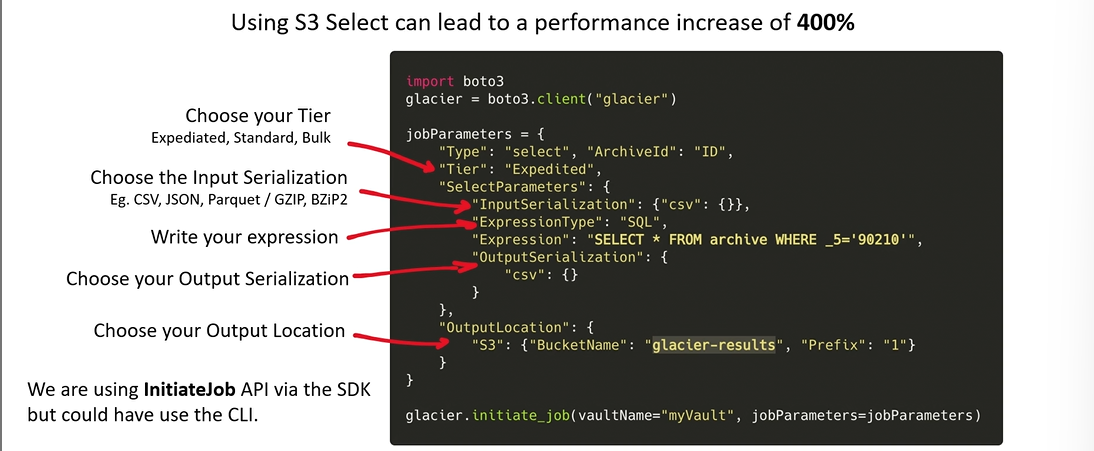 Using S3 Select can lead to a performance increase of 400%
Choose your Tier
Expediated, Standard, Bulk
Choose the Input Serialization
Eg. CSV, JSON, Parquet / GZIP, BZiP2
Write your expression
Choose your Output Serialization
Choose your Output Location
We are using InitiateJob API via the SDK
but could have use the CLI.
import boto3
glacier = boto3.client("glacier")
jobParameters = {
    "Type": "select", "ArchiveId": "ID",
    "Tier": "Expedited",
    "SelectParameters": {
        "InputSerialization": {"csv": {}},
        "ExpressionType": "SQL",
        "Expression": "SELECT * FROM archive WHERE _5='90210'",
        "OutputSerialization": {
            "csv": {}
        }
    },
    "OutputLocation": {
        "S3": {"BucketName": "glacier-results", "Prefix": "1"}
    }
}
glacier.initiate_job(vaultName="myVault", jobParameters=jobParameters)